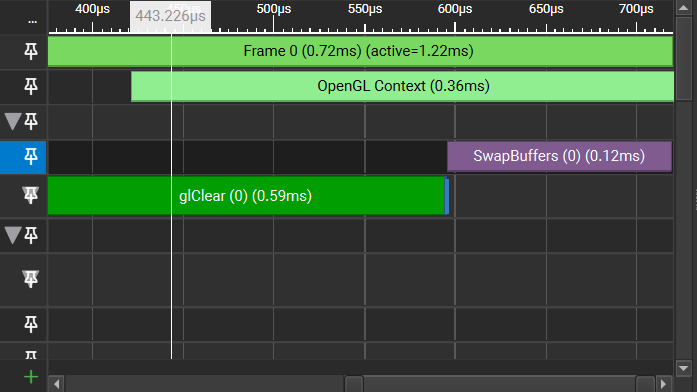 ...
400µs 443.226µs 500µs 550µs 600µs 650µs 700µs
Frame 0 (0.72ms) (active=1.22ms)
OpenGL Context (0.36ms)
SwapBuffers (0) (0.12ms)
glClear (0) (0.59ms)